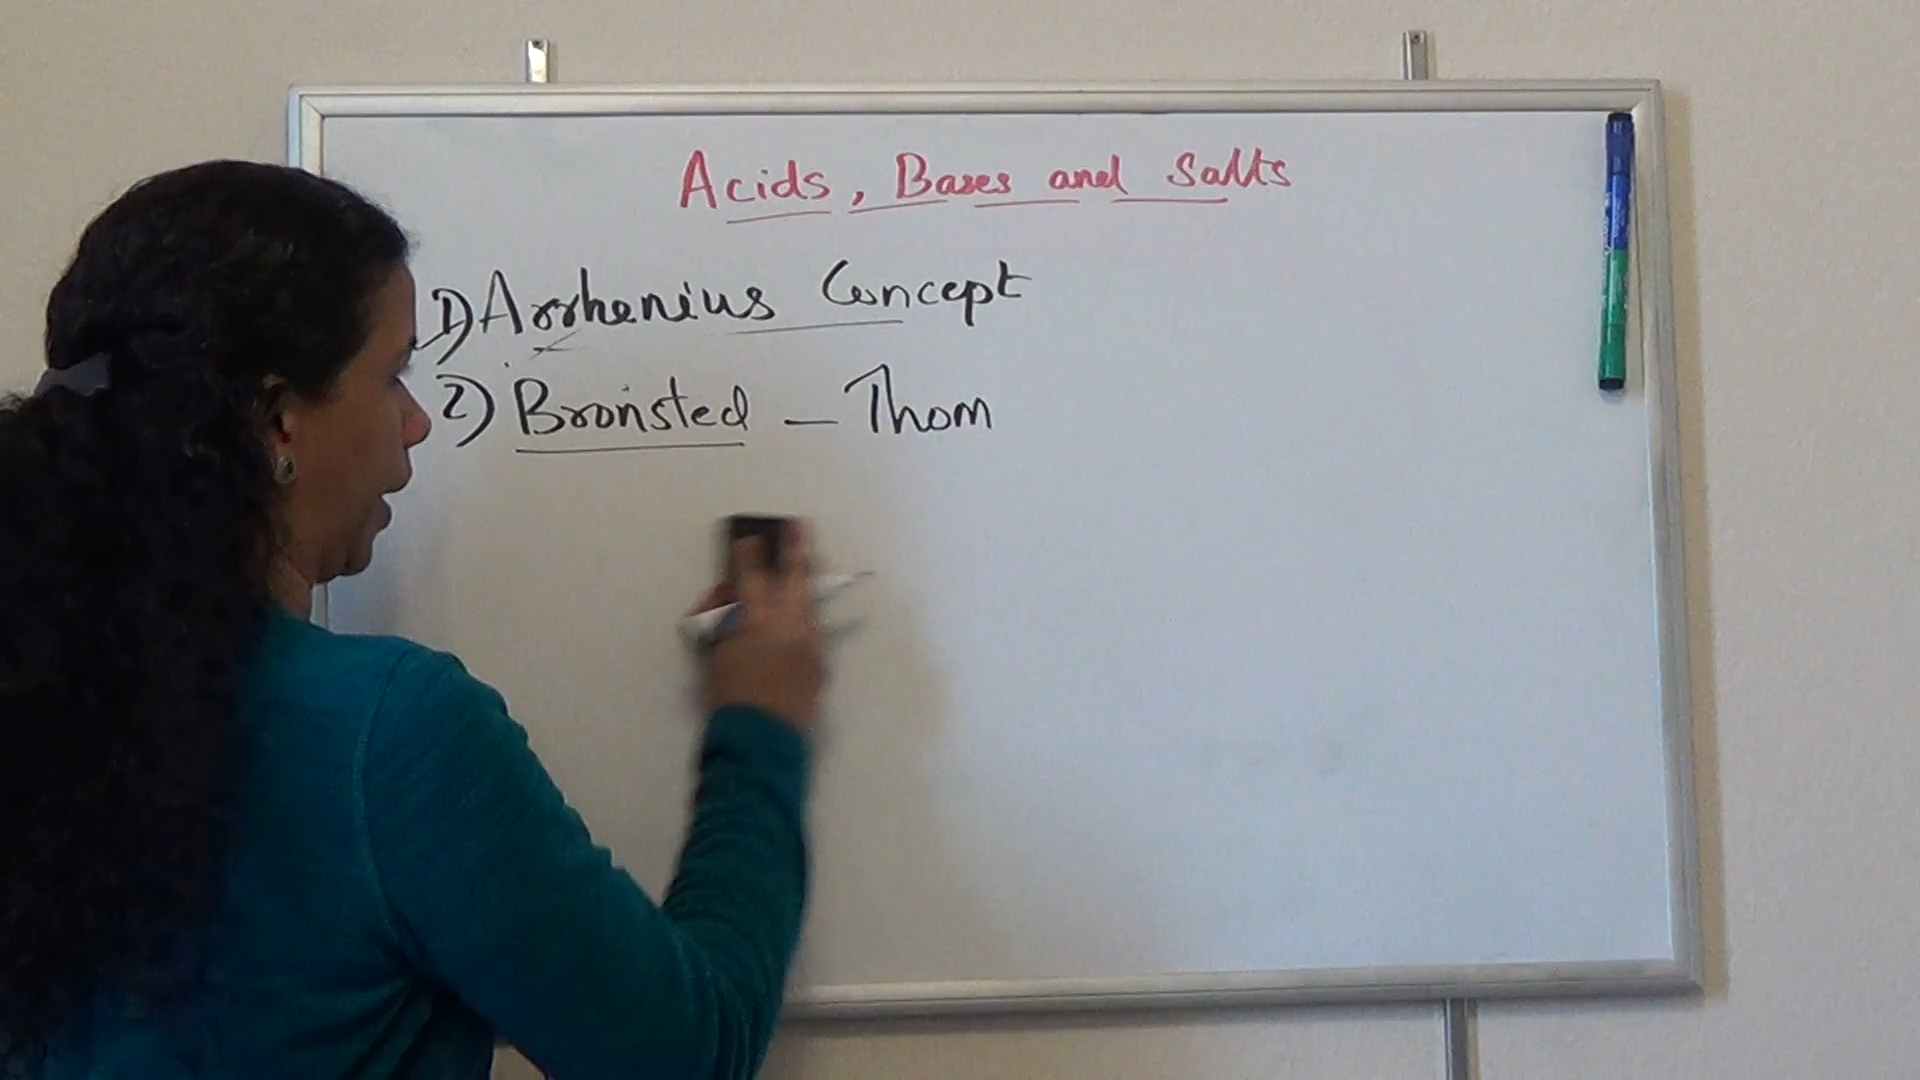 Acids, Bases and Salts
1) Arrhenius Concept
2) Bronsted — Thom